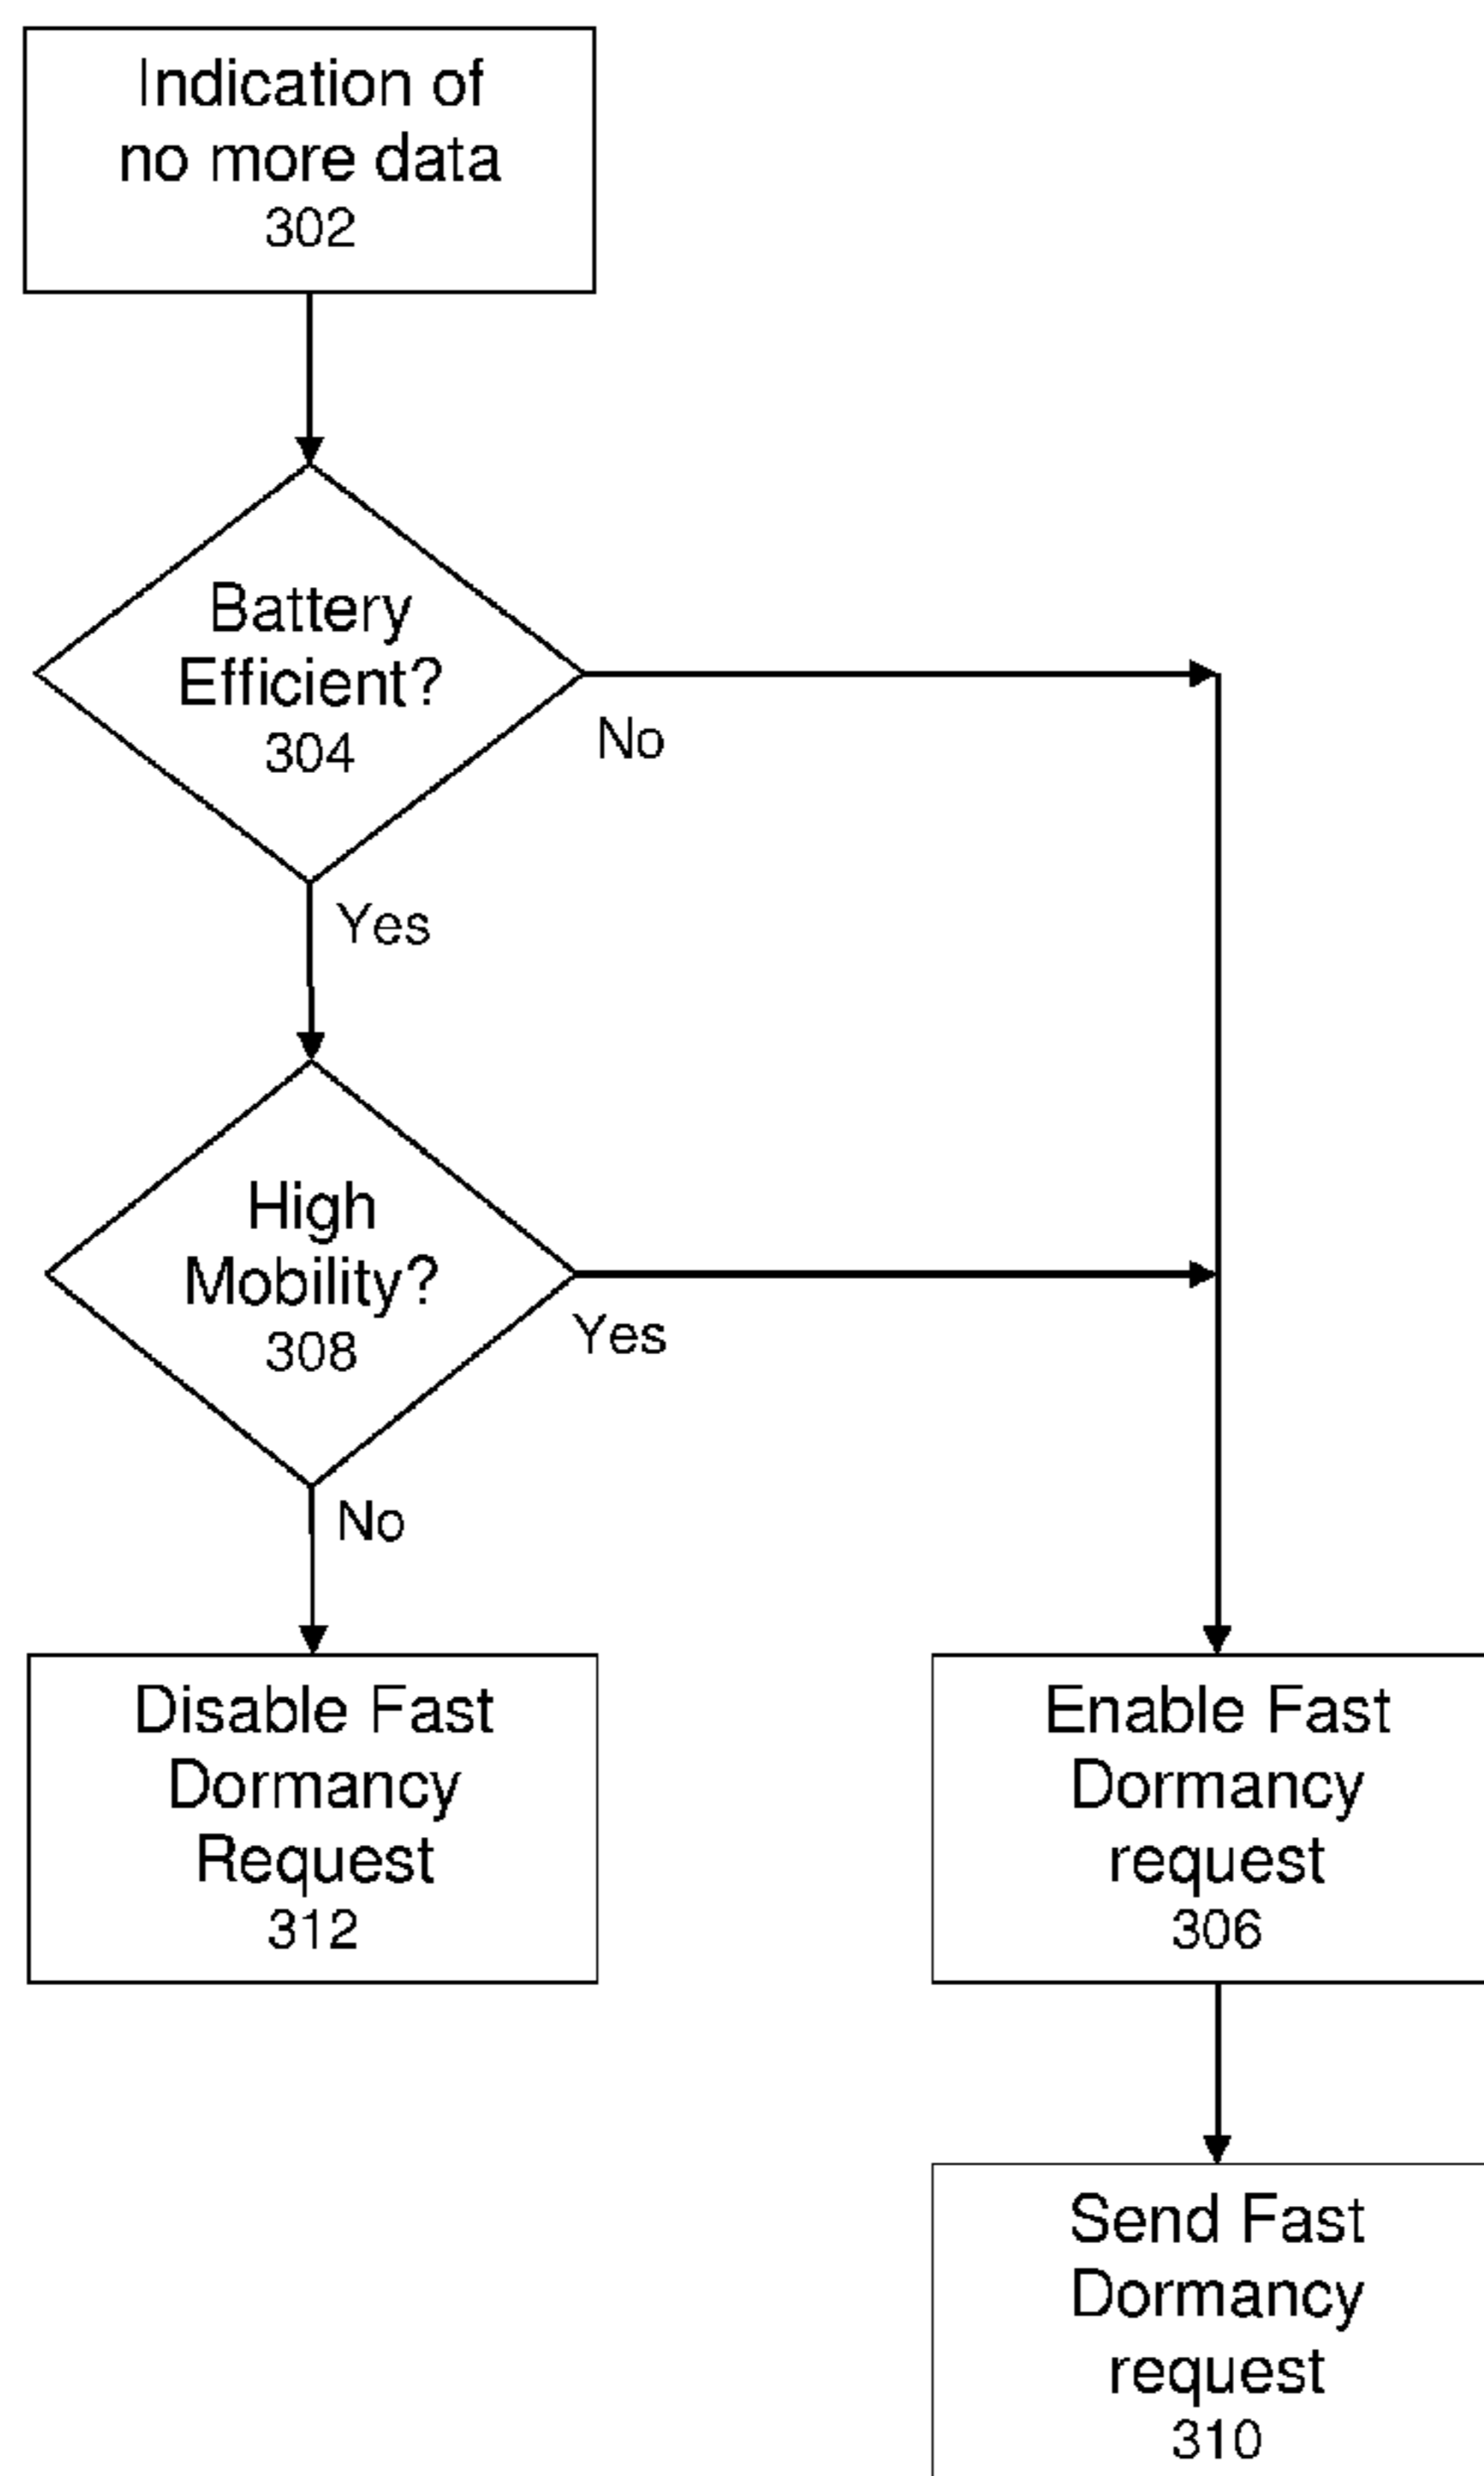 Indication of
no more data
302
Battery
Efficient?
304
No
Yes
High
Mobility?
308
Yes
No
Disable Fast
Dormancy
Request
312
Enable Fast
Dormancy
request
306
Send Fast
Dormancy
request
310